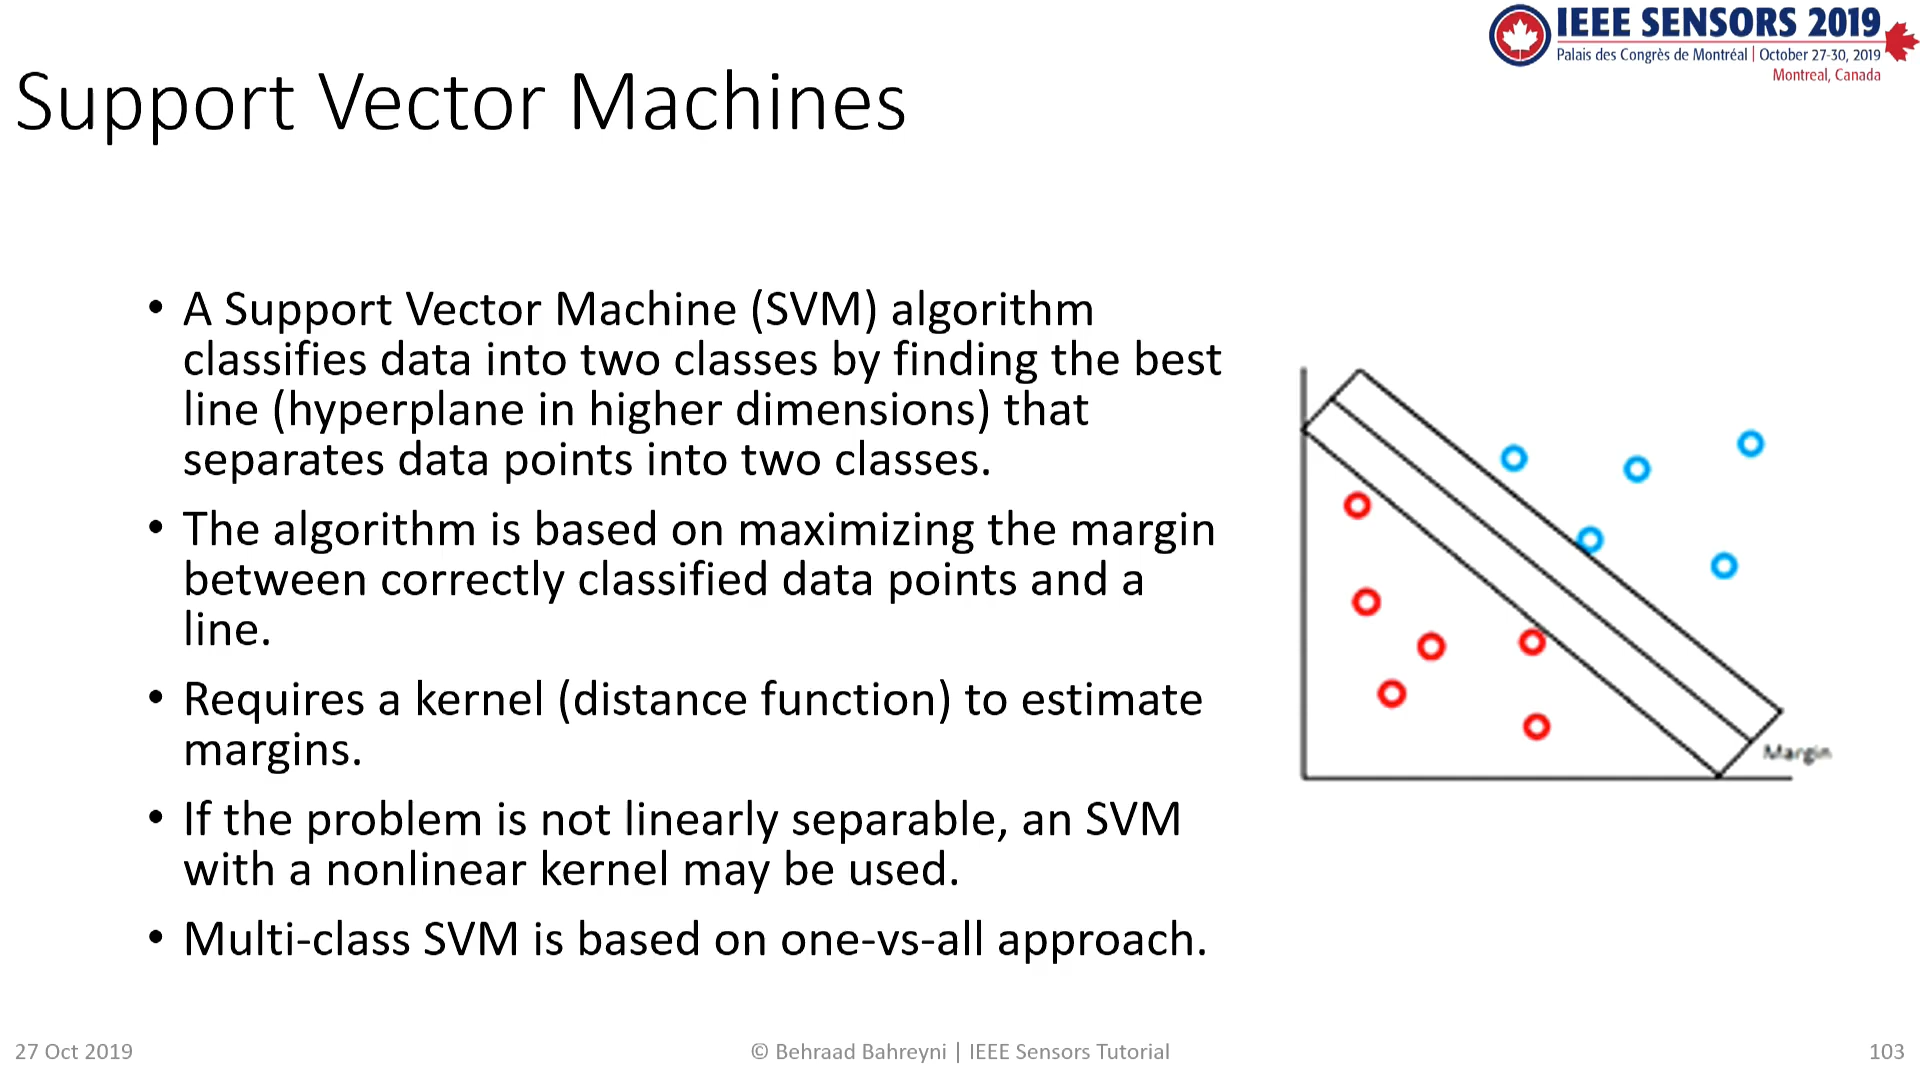 IEEE SENSORS 2019
Palais des Congrès de Montréal | October 27-30, 2019
Montreal, Canada
Support Vector Machines
• A Support Vector Machine (SVM) algorithm
classifies data into two classes by finding the best
line (hyperplane in higher dimensions) that
separates data points into two classes.
• The algorithm is based on maximizing the margin
between correctly classified data points and a
line.
• Requires a kernel (distance function) to estimate
margins.
• If the problem is not linearly separable, an SVM
with a nonlinear kernel may be used.
• Multi-class SVM is based on one-vs-all approach.
Margin
27 Oct 2019
© Behraad Bahreyni | IEEE Sensors Tutorial
103